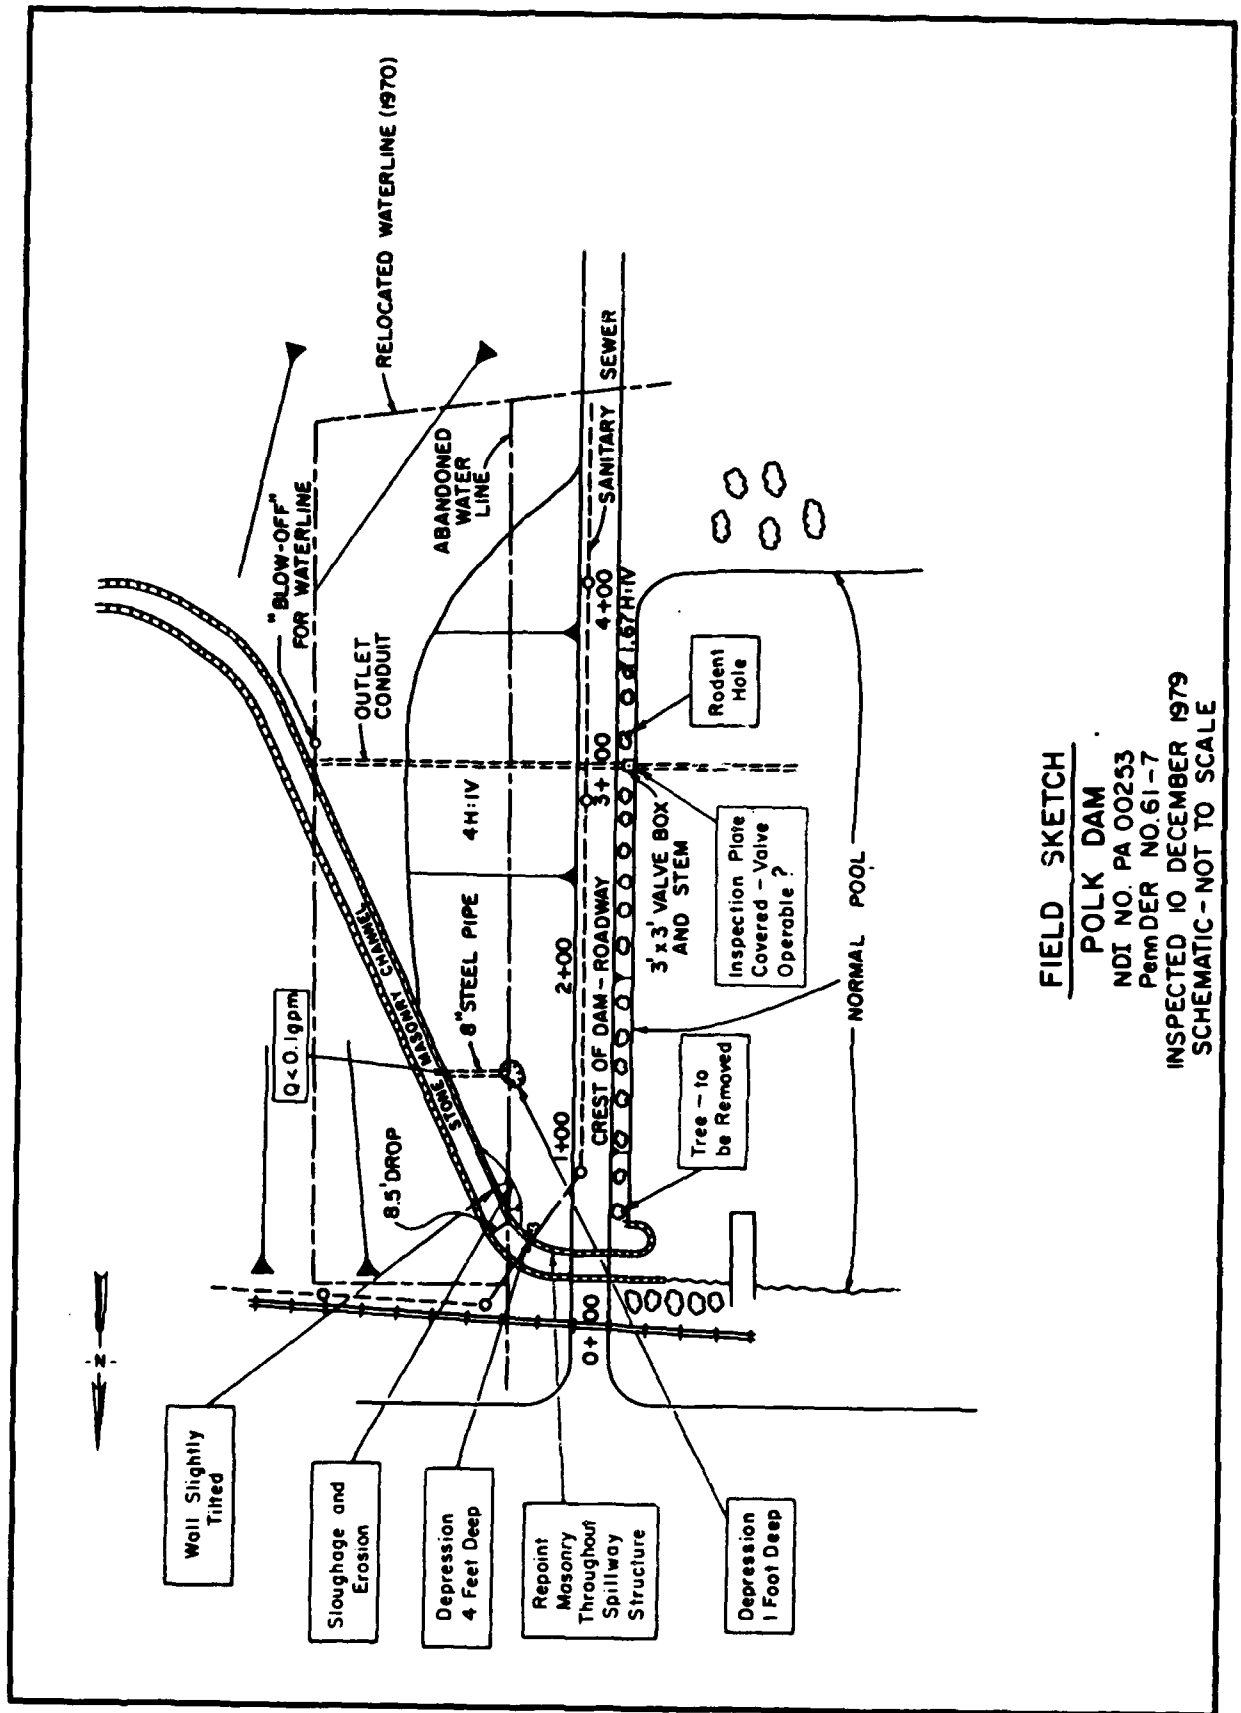 Wall Slightly
Tilted
Sloughage and
Erosion
Depression
4 Feet Deep
Repoint
Masonry
Throughout
Spillway
Structure
Depression
1 Foot Deep
-N-
8.5' DROP
Q<0.1gpm
STONE MASONRY CHANNEL
8" STEEL PIPE
4H:1V
OUTLET
CONDUIT
"BLOW-OFF"
FOR WATERLINE
ABANDONED
WATER
LINE
RELOCATED WATERLINE (1970)
0+00
1+00
2+00
3+00
4+00
CREST OF DAM-ROADWAY
SANITARY SEWER
1.67H:1V
3'x3' VALVE BOX
AND STEM
Tree-to
be Removed
Inspection Plate
Covered-Valve
Operable?
Rodent
Hole
NORMAL POOL
FIELD SKETCH
POLK DAM
NDI NO. PA 00253
PennDER NO. 61-7
INSPECTED 10 DECEMBER 1979
SCHEMATIC-NOT TO SCALE